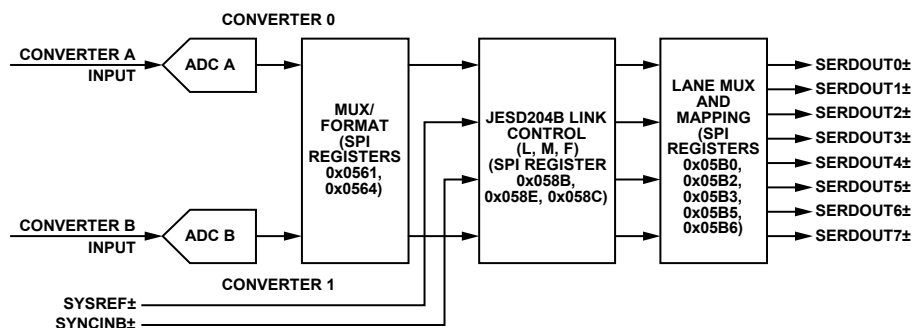 CONVERTER 0
CONVERTER A
INPUT
ADC A
MUX/
FORMAT
(SPI
REGISTERS
0x0561,
0x0564)
JESD204B LINK
CONTROL
(L, M, F)
(SPI REGISTER
0x058B,
0x058E, 0x058C)
LANE MUX
AND
MAPPING
(SPI
REGISTERS
0x05B0,
0x05B2,
0x05B3,
0x05B5,
0x05B6)
SERDOUT0±
SERDOUT1±
SERDOUT2±
SERDOUT3±
SERDOUT4±
SERDOUT5±
SERDOUT6±
SERDOUT7±
CONVERTER B
INPUT
ADC B
CONVERTER 1
SYSREF±
SYNCINB±